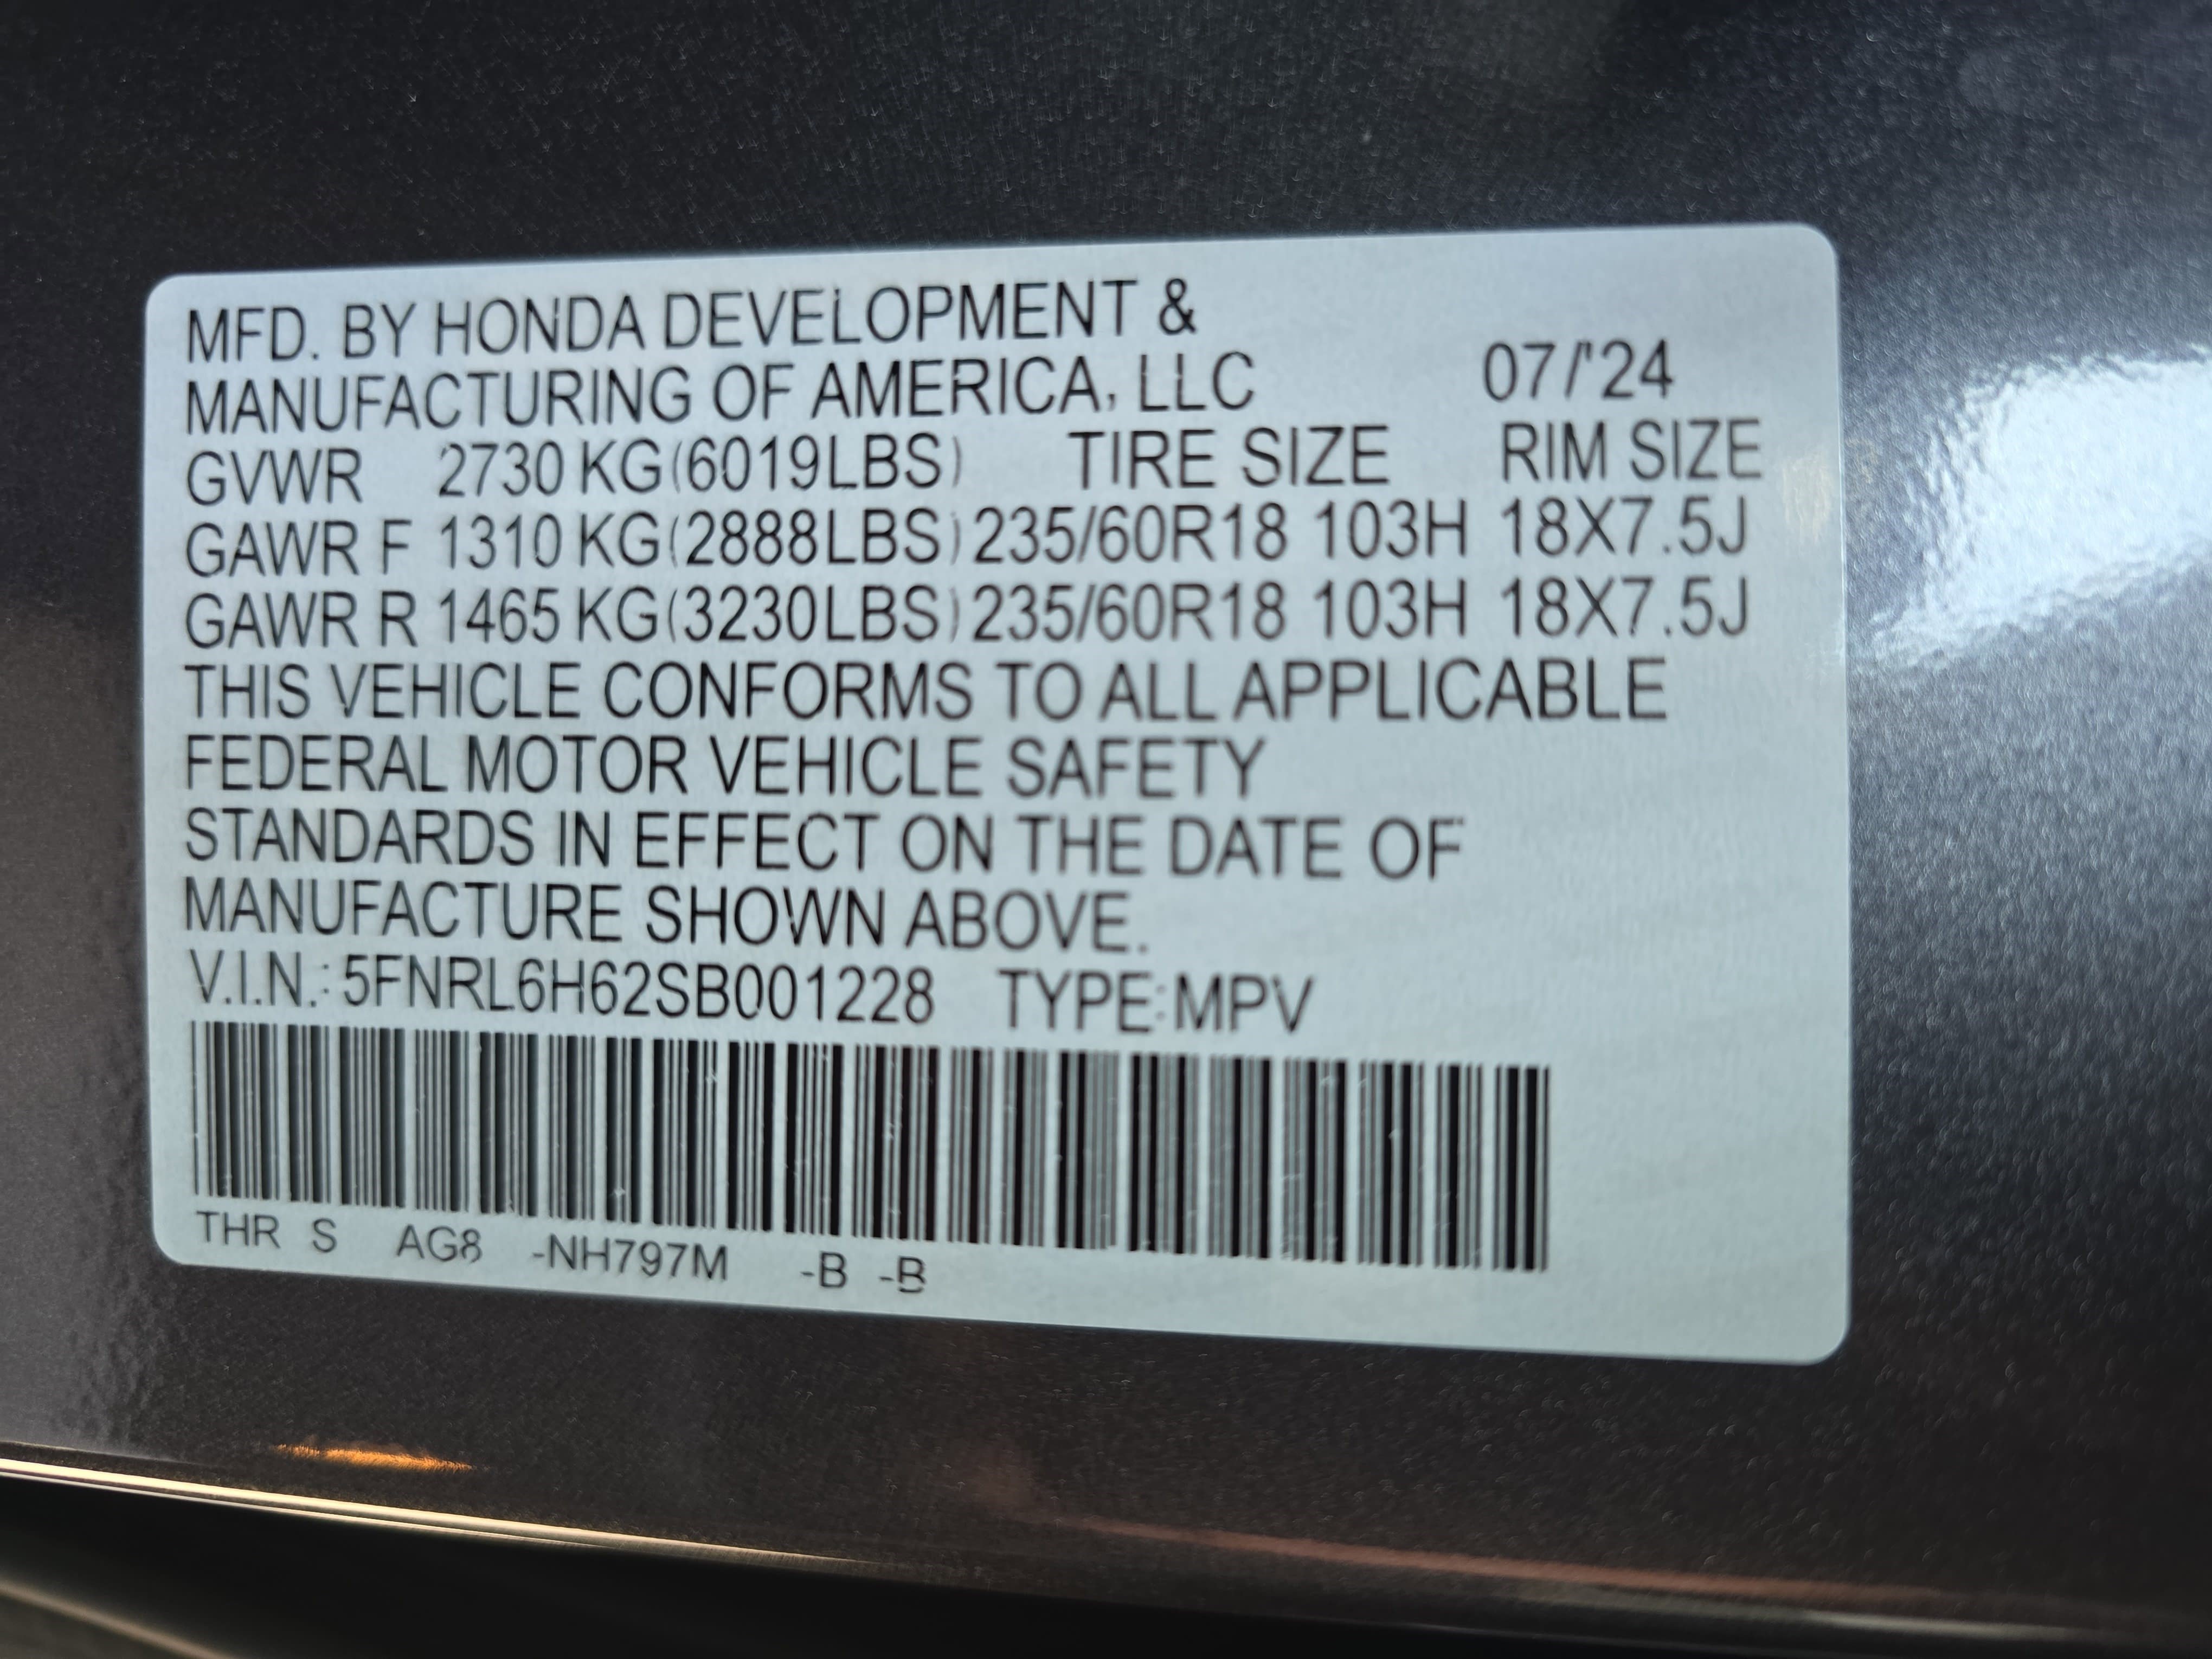 MFD. BY HONDA DEVELOPMENT &
MANUFACTURING OF AMERICA, LLC 07/'24
GVWR 2730 KG(6019LBS) TIRE SIZE RIM SIZE
GAWR F 1310 KG(2888LBS) 235/60R18 103H 18X7.5J
GAWR R 1465 KG(3230LBS) 235/60R18 103H 18X7.5J
THIS VEHICLE CONFORMS TO ALL APPLICABLE
FEDERAL MOTOR VEHICLE SAFETY
STANDARDS IN EFFECT ON THE DATE OF
MANUFACTURE SHOWN ABOVE.
V.I.N.: 5FNRL6H62SB001228 TYPE:MPV
THR S AG8 -NH797M -B -B